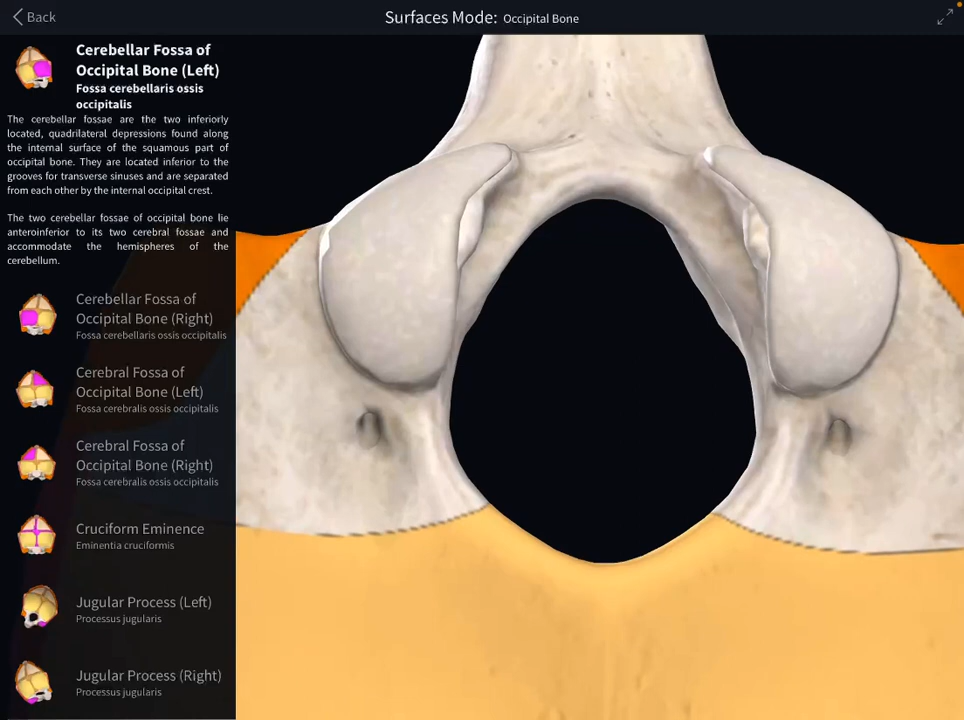 Back
Surfaces Mode: Occipital Bone
Cerebellar Fossa of
Occipital Bone (Left)
Fossa cerebellaris ossis
occipitalis
The cerebellar fossae are the two inferiorly
located, quadrilateral depressions found along
the internal surface of the squamous part of
occipital bone. They are located inferior to the
grooves for transverse sinuses and are separated
from each other by the internal occipital crest.
The two cerebellar fossae of occipital bone lie
anteroinferior to its two cerebral fossae and
accommodate the hemispheres of the
cerebellum.
Cerebellar Fossa of
Occipital Bone (Right)
Fossa cerebellaris ossis occipitalis
Cerebral Fossa of
Occipital Bone (Left)
Fossa cerebralis ossis occipitalis
Cerebral Fossa of
Occipital Bone (Right)
Fossa cerebralis ossis occipitalis
Cruciform Eminence
Eminentia cruciformis
Jugular Process (Left)
Processus jugularis
Jugular Process (Right)
Processus jugularis